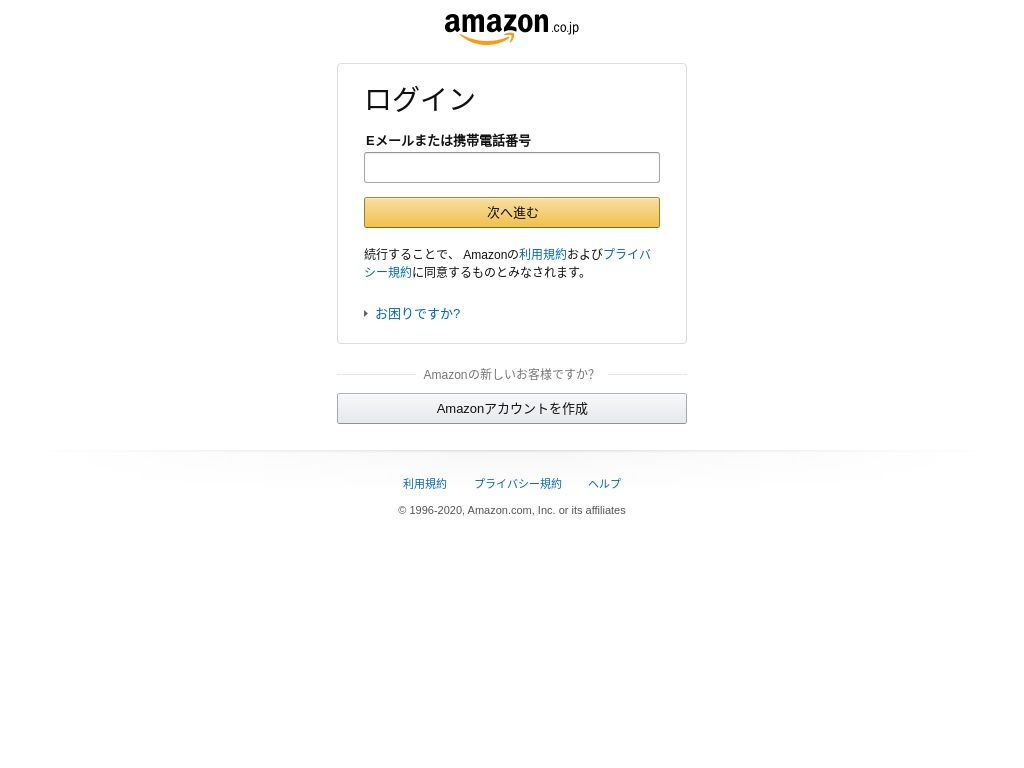 amazon.co.jp
ログイン
Eメールまたは携帯電話番号
次へ進む
続行することで、 Amazonの利用規約およびプライバ
シー規約に同意するものとみなされます。
お困りですか?
Amazonの新しいお客様ですか?
Amazonアカウントを作成
利用規約 プライバシー規約 ヘルプ
© 1996-2020, Amazon.com, Inc. or its affiliates